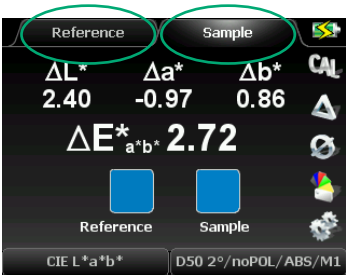 Reference Sample
ΔL* Δa* Δb*
2.40 -0.97 0.86
ΔE*a*b* 2.72
Reference Sample
CIE L*a*b* D50 2°/noPOL/ABS/M1
CAL